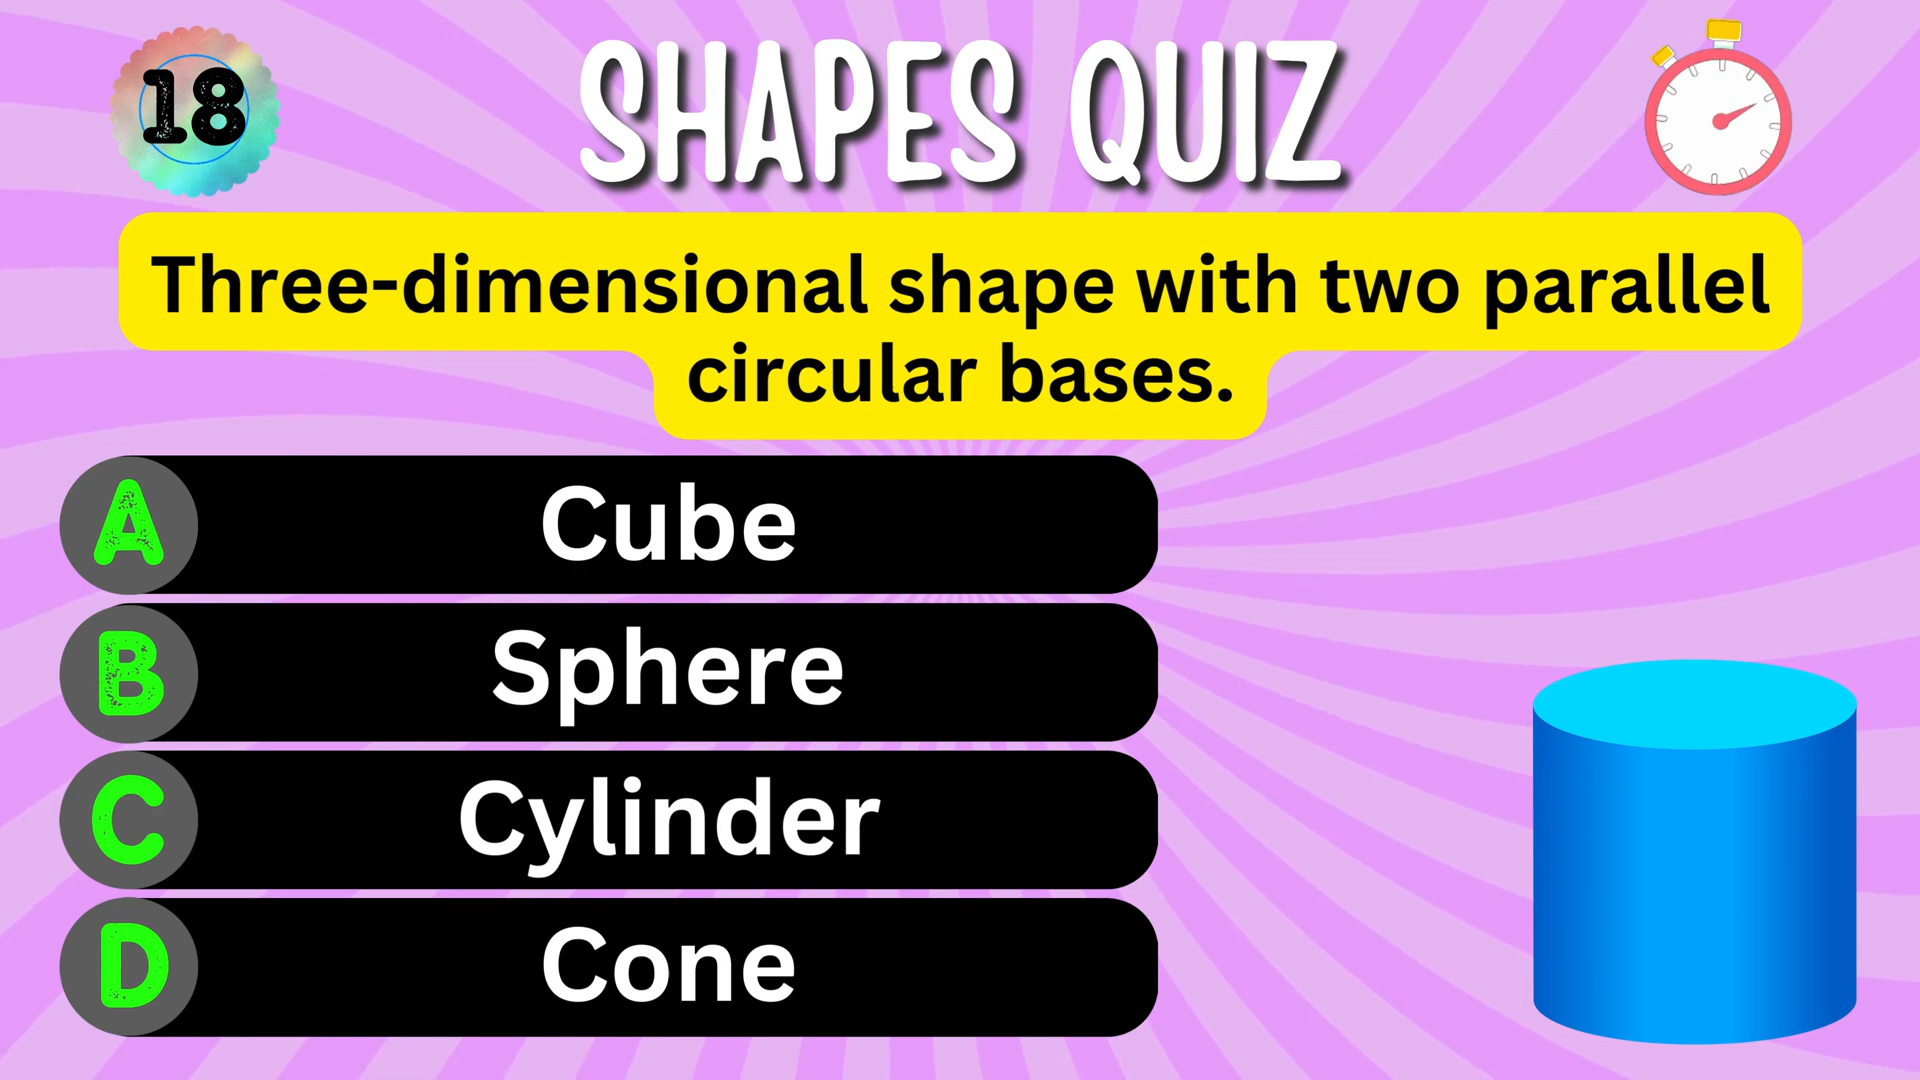 18
SHAPES QUIZ
Three-dimensional shape with two parallel
circular bases.
A Cube
B Sphere
C Cylinder
D Cone